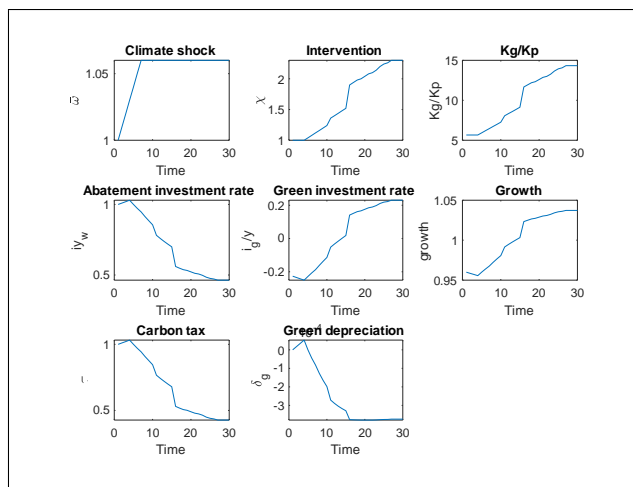 Climate shock
1.05
1
ω̄
0 10 20 30
Time
Intervention
2
1.5
1
χ
0 10 20 30
Time
Kg/Kp
15
10
5
Kg/Kp
0 10 20 30
Time
Abatement investment rate
1
0.5
iy_w
0 10 20 30
Time
Green investment rate
0.2
0
-0.2
i_g/y
0 10 20 30
Time
Growth
1.05
1
0.95
growth
0 10 20 30
Time
Carbon tax
1
0.5
0 10 20 30
Time
Green depreciation
0
-1
-2
-3
δ_g
0 10 20 30
Time